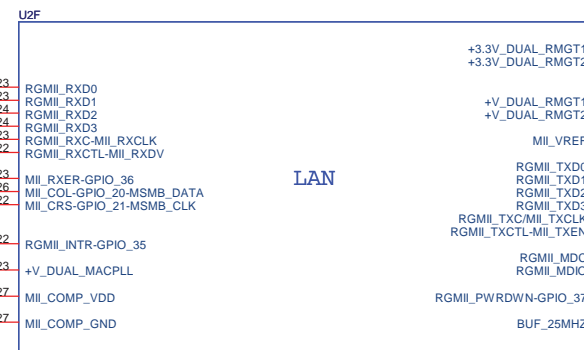 U2F
+3.3V_DUAL_RMGT1
+3.3V_DUAL_RMGT2
RGMII_RXD0
RGMII_RXD1
RGMII_RXD2
RGMII_RXD3
RGMII_RXC-MII_RXCLK
RGMII_RXCTL-MII_RXDV
+V_DUAL_RMGT1
+V_DUAL_RMGT2
MII_VREF
MII_RXER-GPIO_36
MII_COL-GPIO_20-MSMB_DATA
MII_CRS-GPIO_21-MSMB_CLK
LAN
RGMII_TXD0
RGMII_TXD1
RGMII_TXD2
RGMII_TXD3
RGMII_TXC/MII_TXCLK
RGMII_TXCTL-MII_TXEN
RGMII_INTR-GPIO_35
RGMII_MDC
RGMII_MDIO
+V_DUAL_MACPLL
MII_COMP_VDD
RGMII_PWRDWN-GPIO_37
MII_COMP_GND
BUF_25MHZ